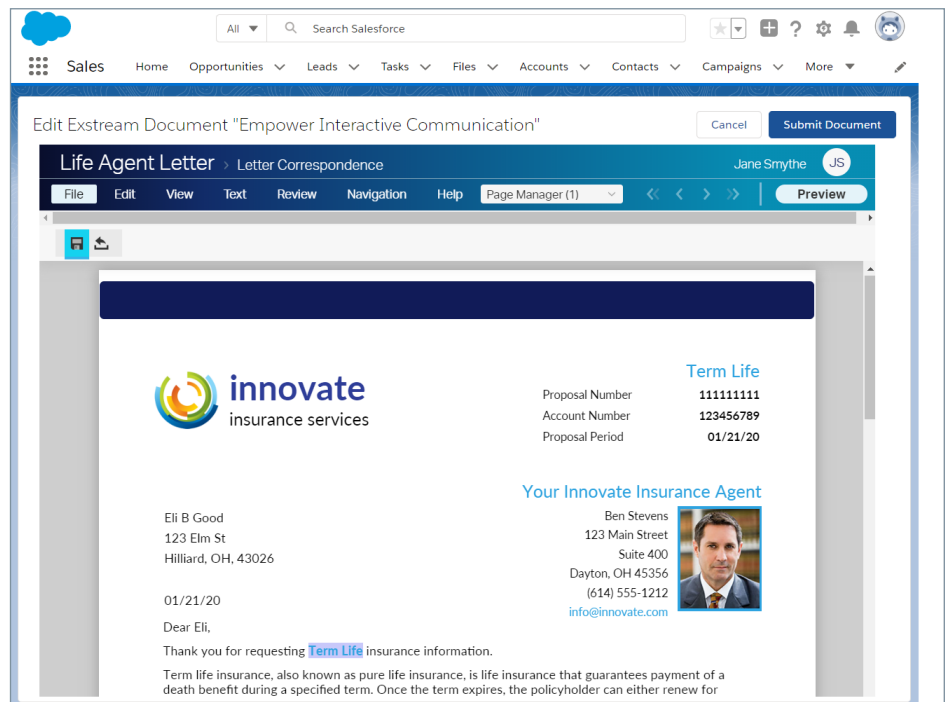 All
Search Salesforce
Sales Home Opportunities Leads Tasks Files Accounts Contacts Campaigns More
Edit Exstream Document "Empower Interactive Communication"
Cancel
Submit Document
Life Agent Letter > Letter Correspondence
Jane Smythe JS
File Edit View Text Review Navigation Help Page Manager (1) Preview
innovate
insurance services
Term Life
Proposal Number 111111111
Account Number 123456789
Proposal Period 01/21/20
Your Innovate Insurance Agent
Ben Stevens
123 Main Street
Suite 400
Dayton, OH 45356
(614) 555-1212
info@innovate.com
Eli B Good
123 Elm St
Hilliard, OH, 43026
01/21/20
Dear Eli,
Thank you for requesting Term Life insurance information.
Term life insurance, also known as pure life insurance, is life insurance that guarantees payment of a
death benefit during a specified term. Once the term expires, the policyholder can either renew for